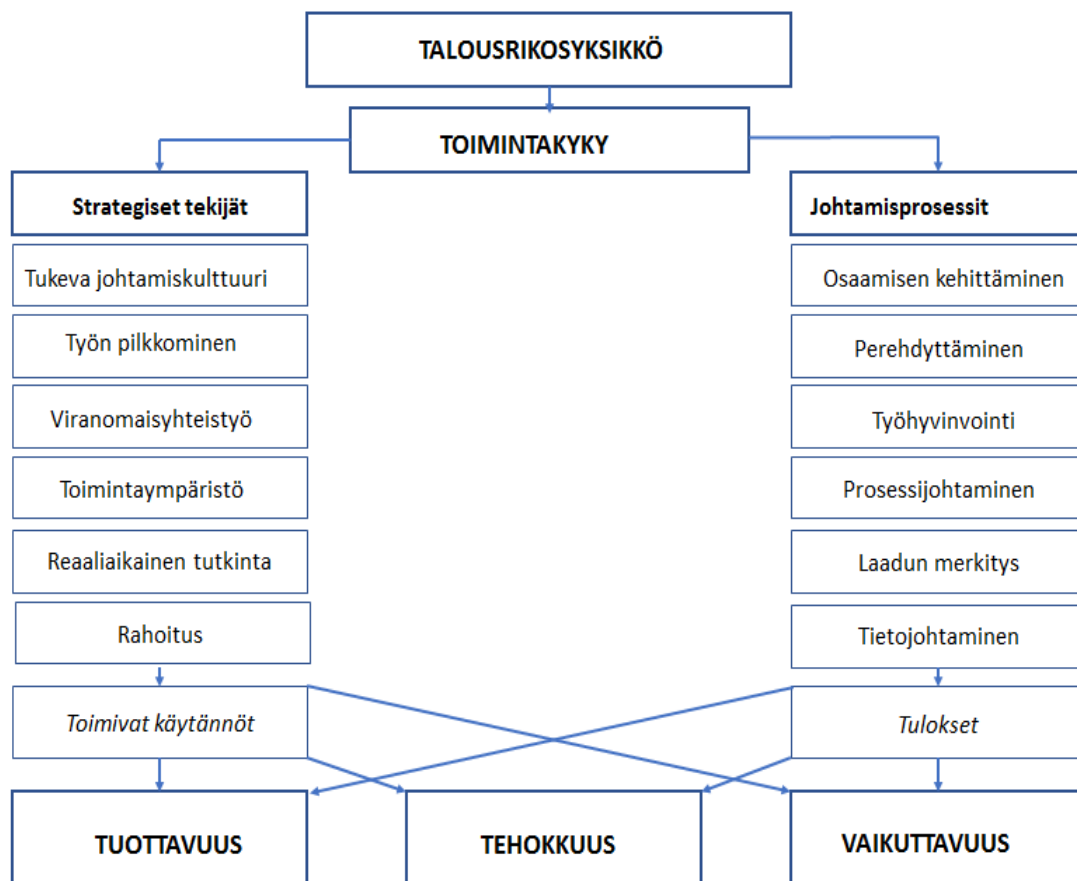 TALOUSRIKOSYKSIKKÖ
TOIMINTAKYKY
Strategiset tekijät
Tukeva johtamiskulttuuri
Työn pilkkominen
Viranomaisyhteistyö
Toimintaympäristö
Reaaliaikainen tutkinta
Rahoitus
Toimivat käytännöt
Johtamisprosessit
Osaamisen kehittäminen
Perehdyttäminen
Työhyvinvointi
Prosessijohtaminen
Laadun merkitys
Tietojohtaminen
Tulokset
TUOTTAVUUS
TEHOKKUUS
VAIKUTTAVUUS